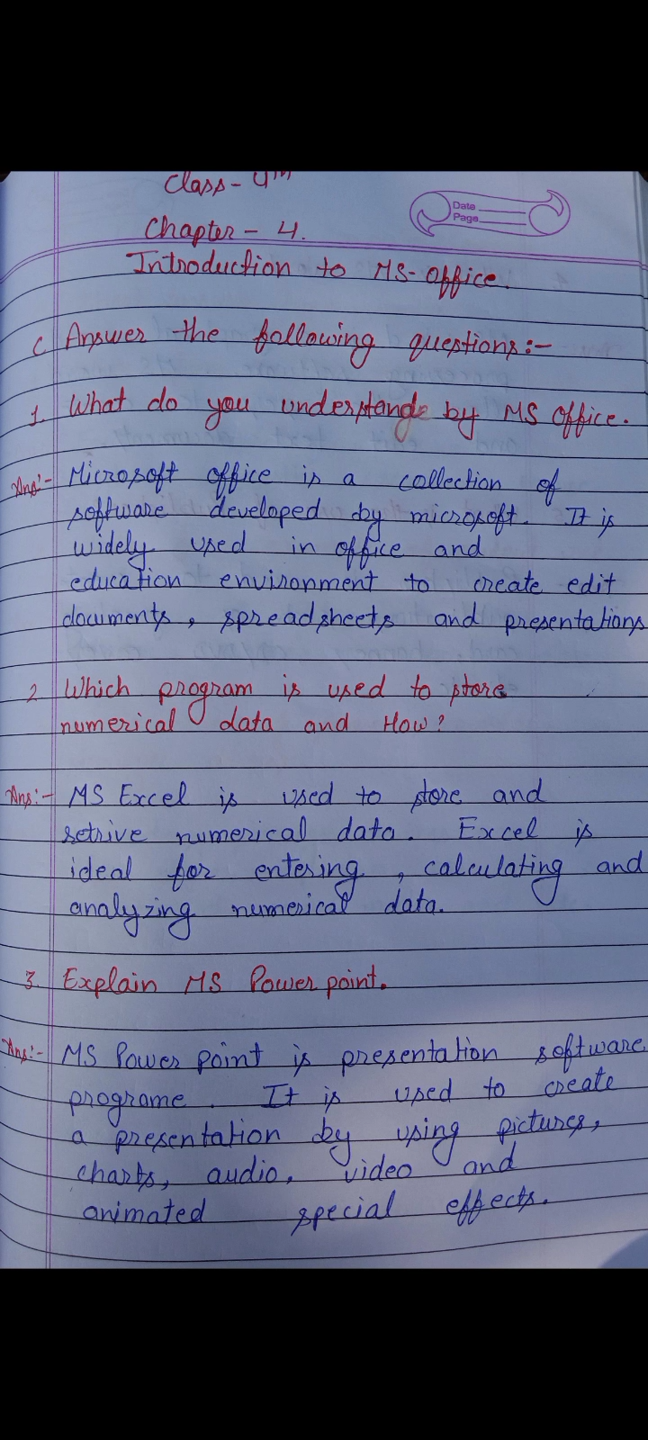 Class - 4th
Date
Page
Chapter - 4.
Introduction to MS-office.
C. Answer the following questions:-
1. What do you understande by MS office.
Ans:- Microsoft office is a collection of
software developed by microsoft. It is
widely used in office and
education environment to create edit
documents, spreadsheets and presentations
2. Which program is used to store
numerical data and How?
Ans:- MS Excel is used to store and
setrive numerical data. Excel is
ideal for entering, calculating and
analyzing numerical data.
3. Explain MS Power point.
Ans:- MS Power point is presentation software
programe. It is used to create
a presentation by using pictures,
charts, audio, video and
animated special effects.